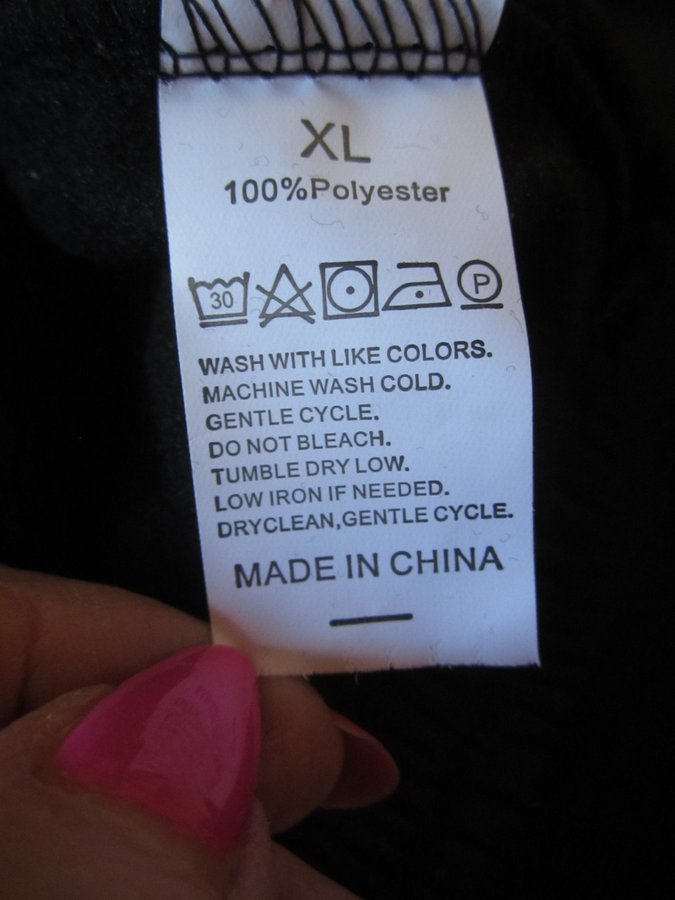 XL
100%Polyester
30 P
WASH WITH LIKE COLORS.
MACHINE WASH COLD.
GENTLE CYCLE.
DO NOT BLEACH.
TUMBLE DRY LOW.
LOW IRON IF NEEDED.
DRYCLEAN,GENTLE CYCLE.
MADE IN CHINA